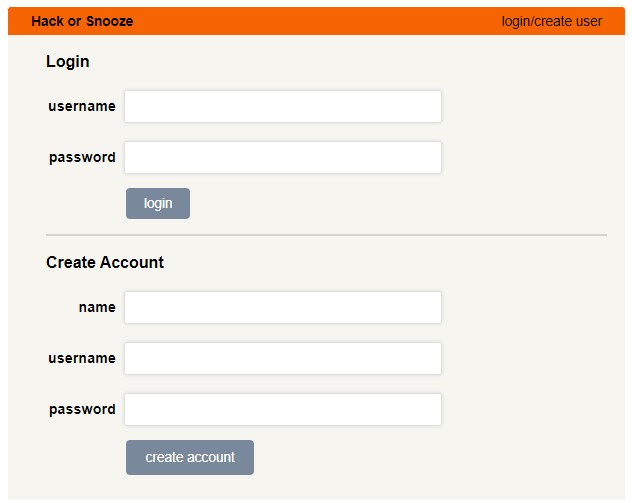 Hack or Snooze login/create user
Login
username
password
login
Create Account
name
username
password
create account